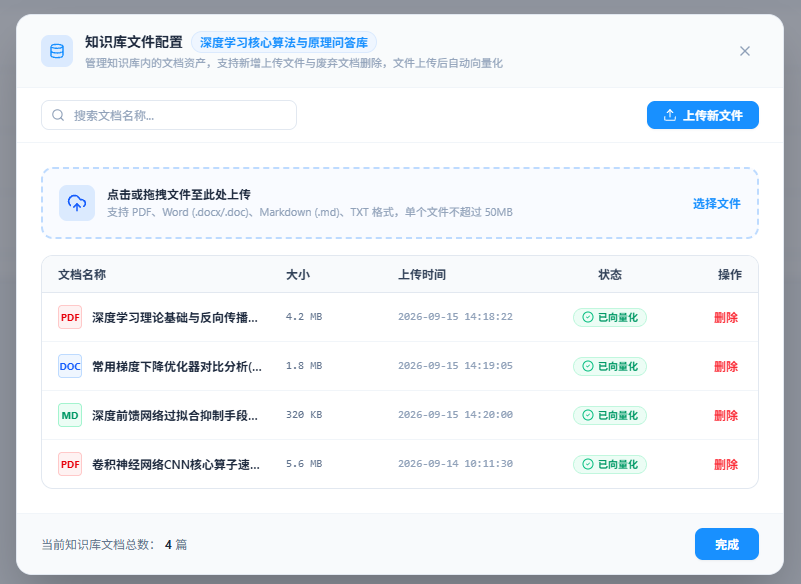 知识库文件配置 深度学习核心算法与原理问答库
管理知识库内的文档资产，支持新增上传文件与废弃文档删除，文件上传后自动向量化
搜索文档名称... 上传新文件
点击或拖拽文件至此处上传
支持 PDF、Word (.docx/.doc)、Markdown (.md)、TXT 格式，单个文件不超过 50MB
选择文件
文档名称 大小 上传时间 状态 操作
PDF 深度学习理论基础与反向传播... 4.2 MB 2026-09-15 14:18:22 已向量化 删除
DOC 常用梯度下降优化器对比分析(... 1.8 MB 2026-09-15 14:19:05 已向量化 删除
MD 深度前馈网络过拟合抑制手段... 320 KB 2026-09-15 14:20:00 已向量化 删除
PDF 卷积神经网络CNN核心算子速... 5.6 MB 2026-09-14 10:11:30 已向量化 删除
当前知识库文档总数： 4 篇 完成